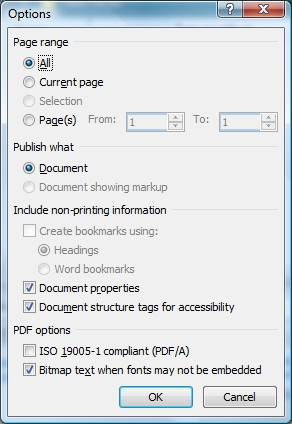 Options
?
Page range
All
Current page
Selection
Page(s) From: 1 To: 1
Publish what
Document
Document showing markup
Include non-printing information
Create bookmarks using:
Headings
Word bookmarks
Document properties
Document structure tags for accessibility
PDF options
ISO 19005-1 compliant (PDF/A)
Bitmap text when fonts may not be embedded
OK Cancel